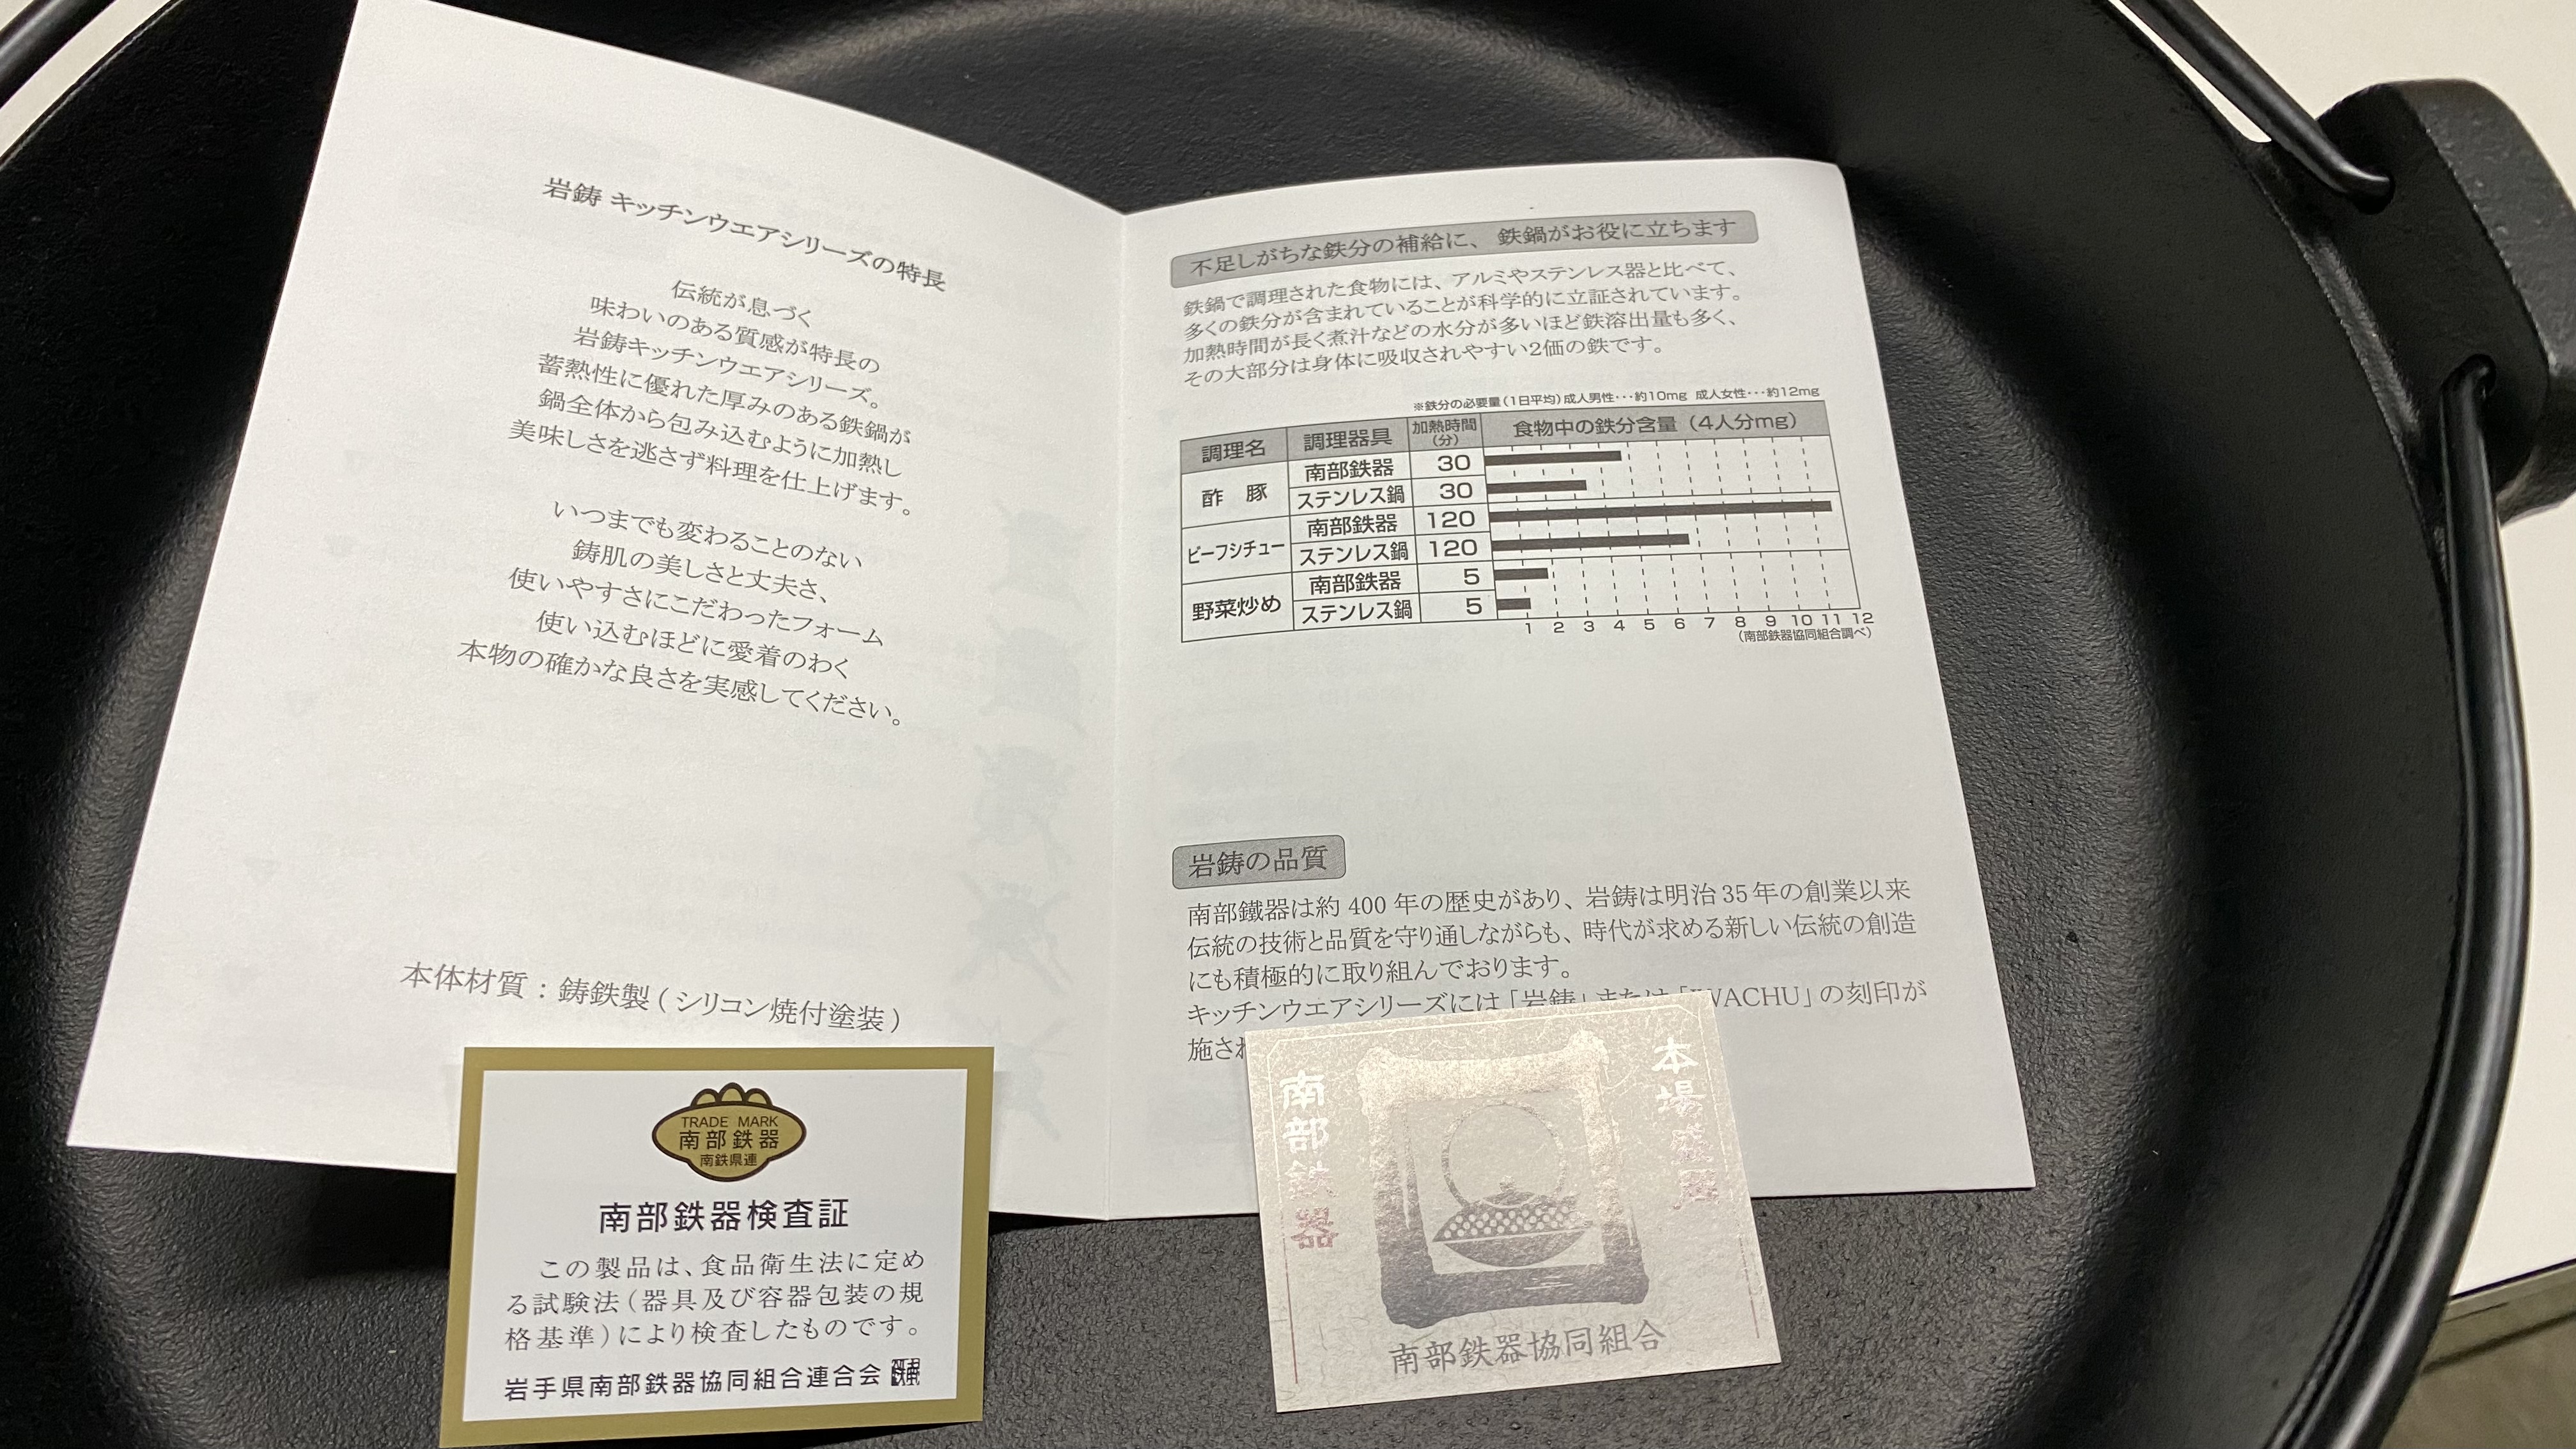 岩鋳 キッチンウエアシリーズの特長
伝統が息づく
味わいのある質感が特長の
岩鋳キッチンウエアシリーズ。
蓄熱性に優れた厚みのある鉄鍋が
鍋全体から包み込むように加熱し
美味しさを逃さず料理を仕上げます。
いつまでも変わることのない
鋳肌の美しさと丈夫さ、
使いやすさにこだわったフォーム
使い込むほどに愛着のわく
本物の確かな良さを実感してください。
本体材質：鋳鉄製(シリコン焼付塗装)
不足しがちな鉄分の補給に、鉄鍋がお役に立ちます
鉄鍋で調理された食物には、アルミやステンレス器と比べて、
多くの鉄分が含まれていることが科学的に立証されています。
加熱時間が長く煮汁などの水分が多いほど鉄溶出量も多く、
その大部分は身体に吸収されやすい2価の鉄です。
※鉄分の必要量(1日平均)成人男性･･･約10mg 成人女性･･･約12mg
調理名 調理器具 加熱時間(分) 食物中の鉄分含量（4人分mg）
酢 豚 南部鉄器 30
ステンレス鍋 30
ビーフシチュー 南部鉄器 120
ステンレス鍋 120
野菜炒め 南部鉄器 5
ステンレス鍋 5
1 2 3 4 5 6 7 8 9 10 11 12
(南部鉄器協同組合調べ)
岩鋳の品質
南部鐵器は約 400 年の歴史があり、岩鋳は明治 35 年の創業以来
伝統の技術と品質を守り通しながらも、時代が求める新しい伝統の創造
にも積極的に取り組んでおります。
キッチンウエアシリーズには「岩鋳」または「IWACHU」の刻印が
施され
TRADE MARK
南部鉄器
南鉄県連
南部鉄器検査証
この製品は、食品衛生法に定め
る試験法(器具及び容器包装の規
格基準)により検査したものです。
岩手県南部鉄器協同組合連合会
本場盛岡
南部鉄器
南部鉄器協同組合